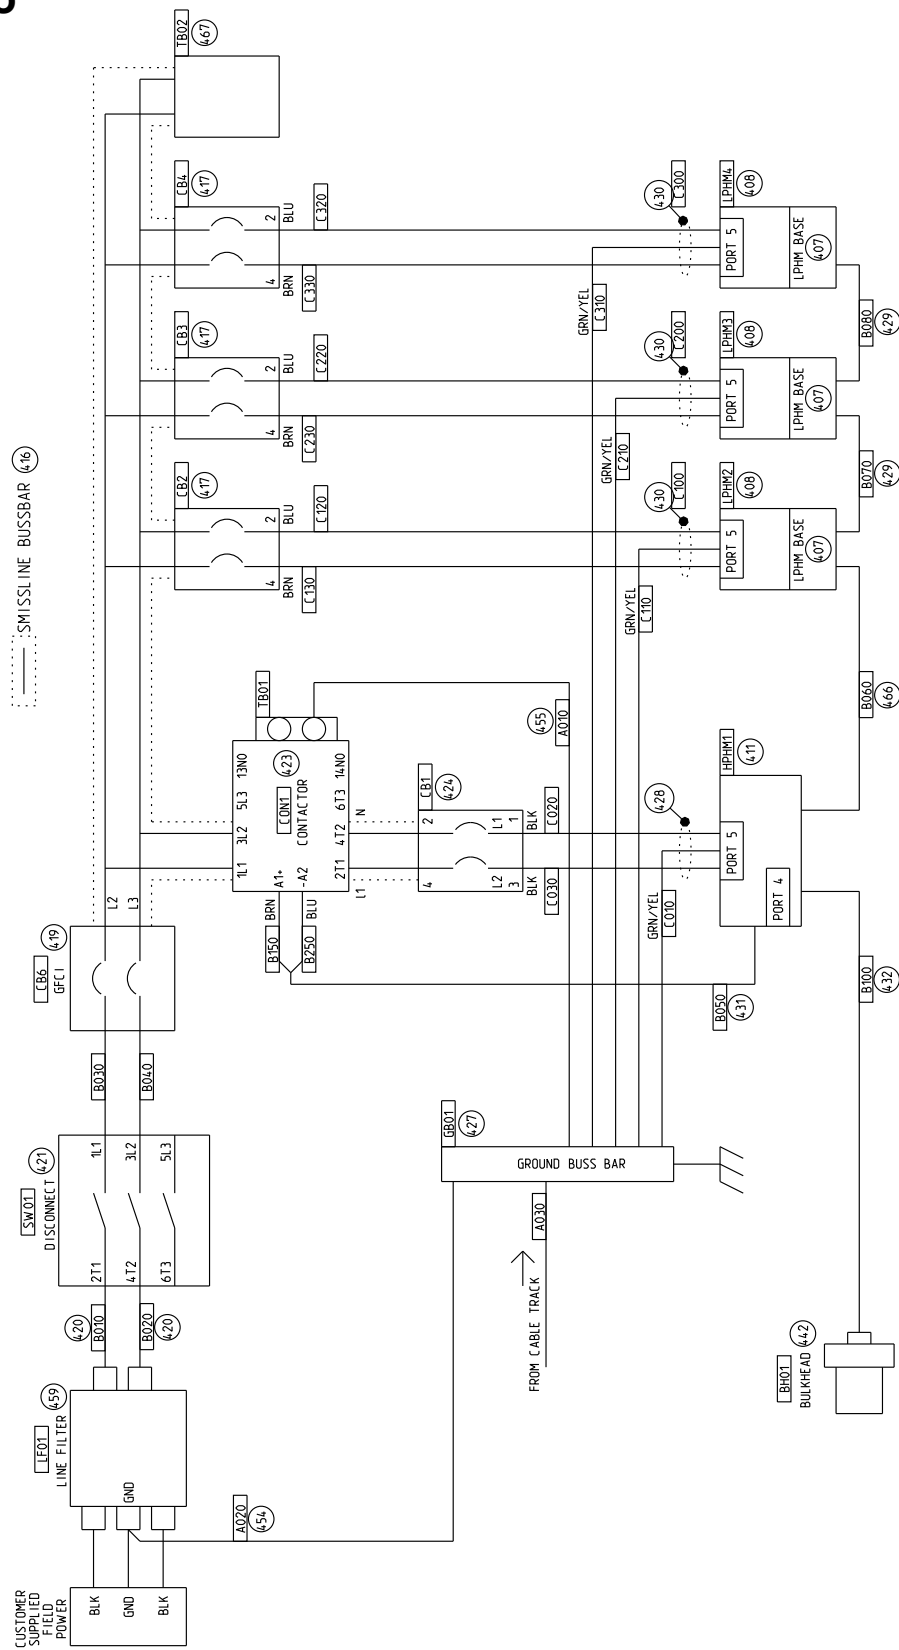 CUSTOMER
SUPPLIED
FIELD
POWER
BLK
GND
BLK
LF01
LINE FILTER
459
GND
A020
454
420
B010
B020
420
SW01
DISCONNECT
421
2T1
4T2
6T3
1L1
3L2
5L3
B030
B040
CB6
GFCI
419
L2
L3
SMISSLINE BUSSBAR
416
FROM CABLE TRACK
A030
GB01
427
GROUND BUSS BAR
BH01
BULKHEAD
442
B150
BRN
B250
BLU
A1+
-A2
1L1
3L2
5L3
13NO
CON1
CONTACTOR
423
2T1
4T2
6T3
14NO
L1
N
TB01
CB1
424
4
2
L2
L1
3
1
BLK
C030
BLK
C020
455
A010
GRN/YEL
C010
428
HPHM1
411
PORT 5
PORT 4
B050
431
B100
432
B060
466
CB2
417
4
2
BRN
C130
BLU
C120
GRN/YEL
C110
430
C100
LPHM2
408
PORT 5
LPHM BASE
407
B070
429
CB3
417
4
2
BRN
C230
BLU
C220
GRN/YEL
C210
430
C200
LPHM3
408
PORT 5
LPHM BASE
407
B080
429
CB4
417
4
2
BRN
C330
BLU
C320
GRN/YEL
C310
430
C300
LPHM4
408
PORT 5
LPHM BASE
407
TB02
467